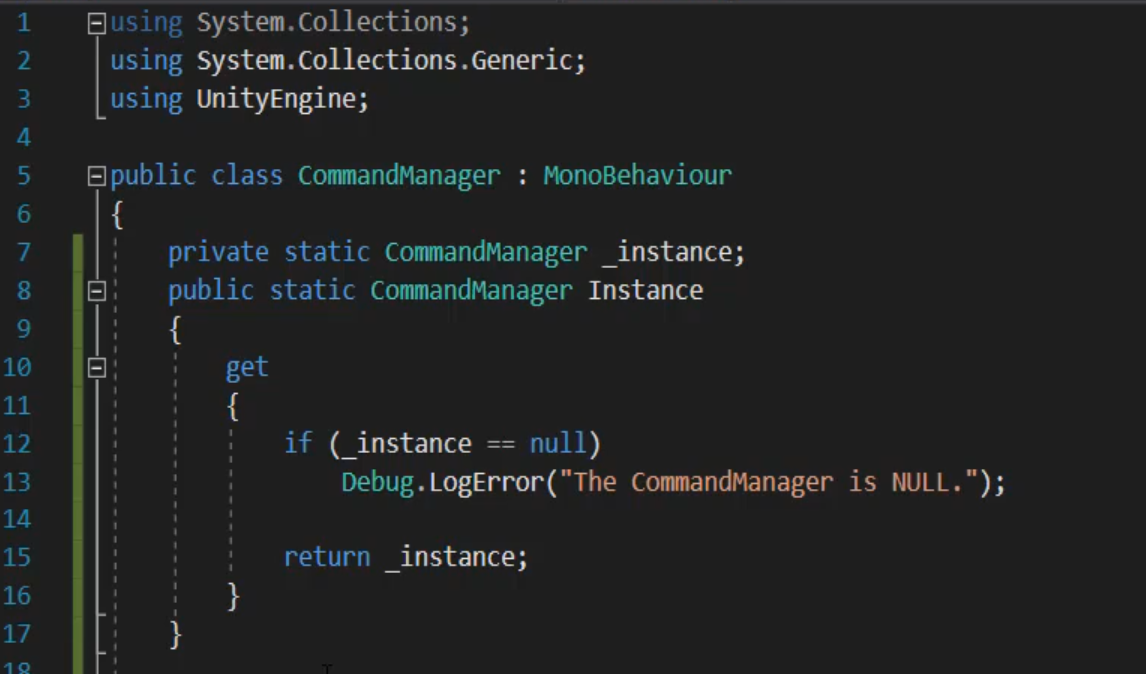 1 using System.Collections;
2 using System.Collections.Generic;
3 using UnityEngine;
4
5 public class CommandManager : MonoBehaviour
6 {
7 private static CommandManager _instance;
8 public static CommandManager Instance
9 {
10 get
11 {
12 if (_instance == null)
13 Debug.LogError("The CommandManager is NULL.");
14
15 return _instance;
16 }
17 }
18